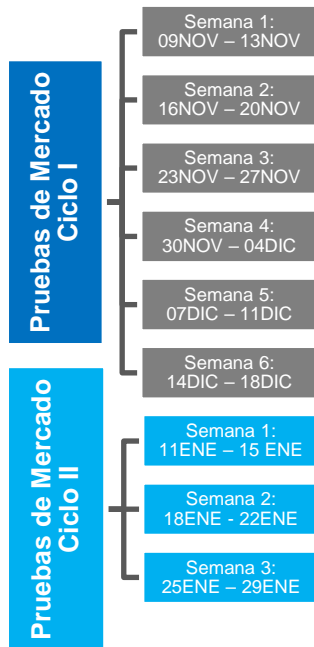 Pruebas de Mercado
Ciclo I
Semana 1:
09NOV – 13NOV
Semana 2:
16NOV – 20NOV
Semana 3:
23NOV – 27NOV
Semana 4:
30NOV – 04DIC
Semana 5:
07DIC – 11DIC
Semana 6:
14DIC – 18DIC
Pruebas de Mercado
Ciclo II
Semana 1:
11ENE – 15 ENE
Semana 2:
18ENE - 22ENE
Semana 3:
25ENE – 29ENE